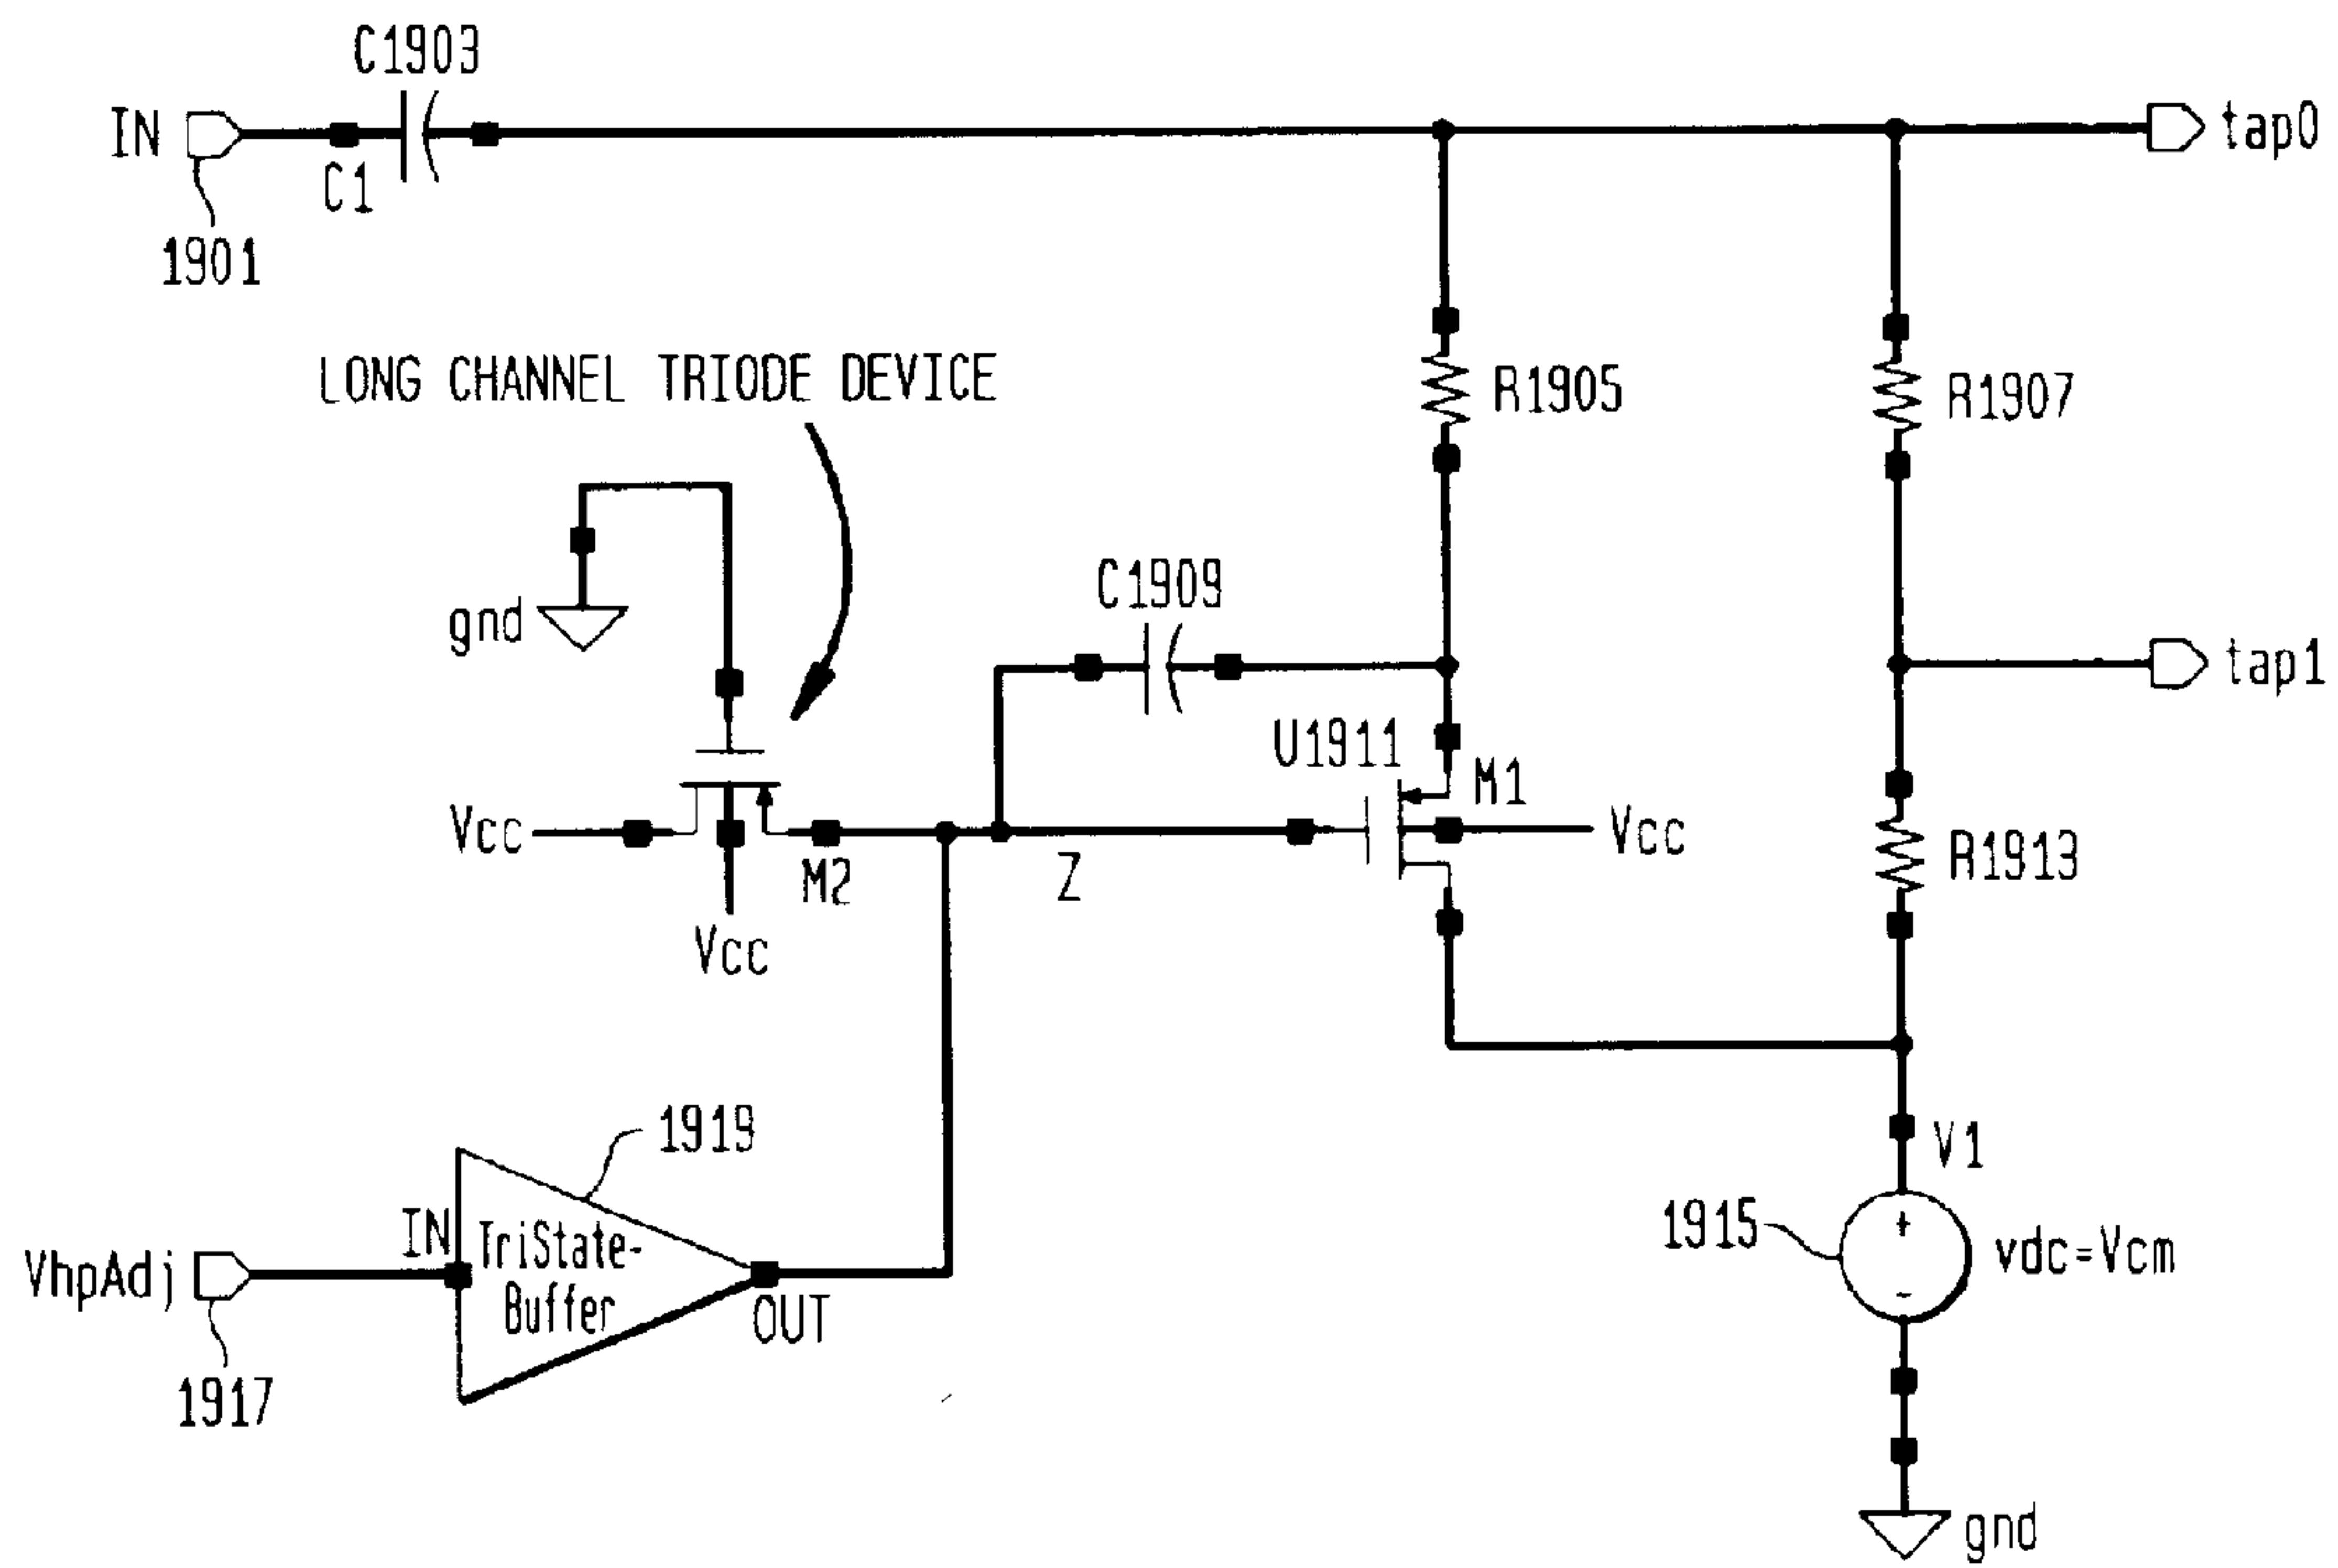 C1903
IN
tap0
C1
1901
LONG CHANNEL TRIODE DEVICE
R1905
R1907
gnd
C1909
tap1
U1911
M1
Vcc
Vcc
M2
Z
R1913
Vcc
1919
V1
1915
+
vdc=Vcm
-
IN
TriState-
Buffer
VhpAdj
OUT
1917
gnd